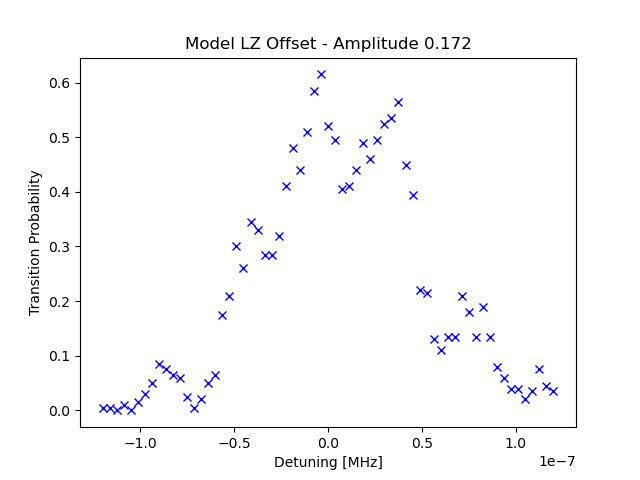 Model LZ Offset - Amplitude 0.172
Transition Probability
0.6
0.5
0.4
0.3
0.2
0.1
0.0
−1.0 −0.5 0.0 0.5 1.0
1e−7
Detuning [MHz]